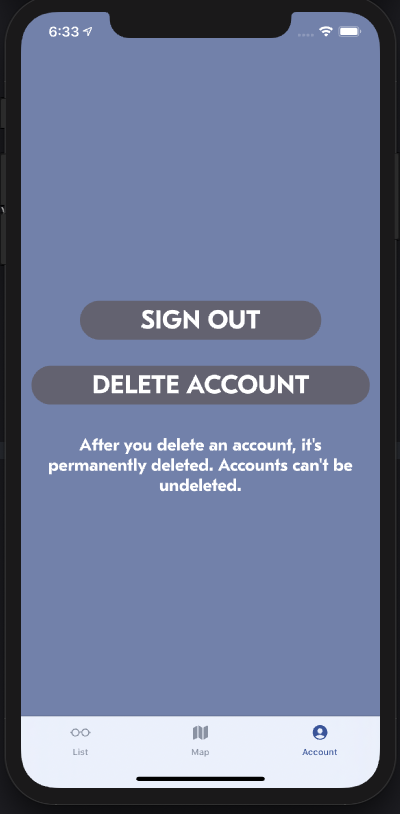 6:33
SIGN OUT
DELETE ACCOUNT
After you delete an account, it's
permanently deleted. Accounts can't be
undeleted.
List
Map
Account